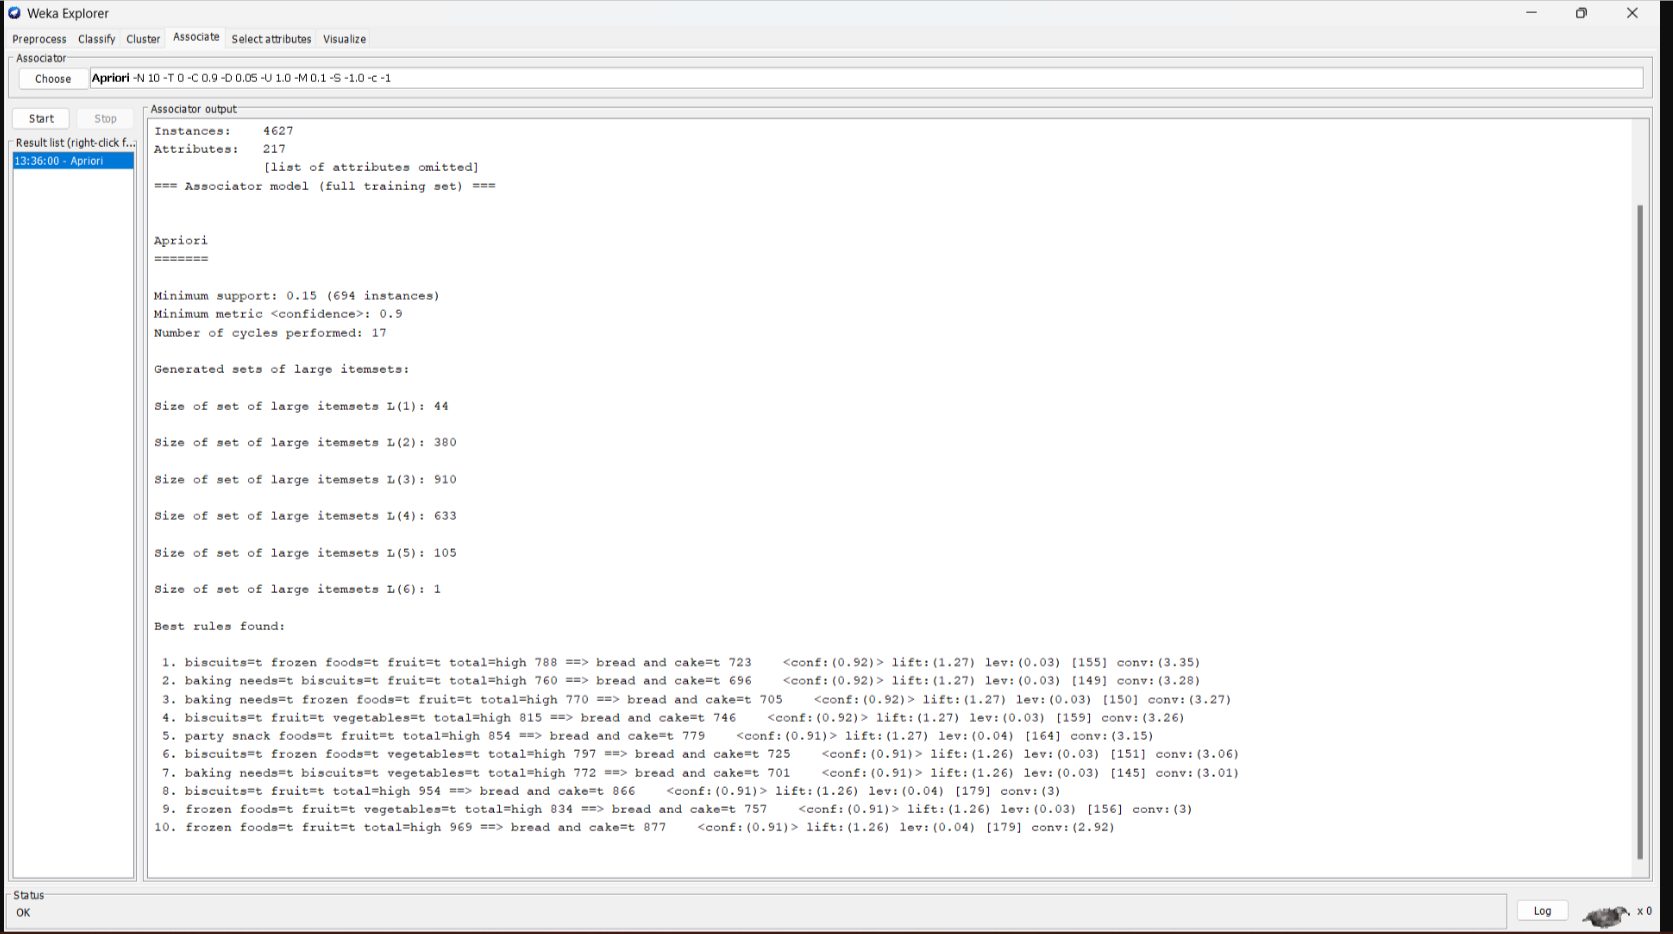 Weka Explorer
Preprocess Classify Cluster Associate Select attributes Visualize
Associator
Choose Apriori -N 10 -T 0 -C 0.9 -D 0.05 -U 1.0 -M 0.1 -S -1.0 -c -1
Start Stop
Result list (right-click f...
13:36:00 - Apriori
Associator output
Instances: 4627
Attributes: 217
[list of attributes omitted]
=== Associator model (full training set) ===
Apriori
=======
Minimum support: 0.15 (694 instances)
Minimum metric <confidence>: 0.9
Number of cycles performed: 17
Generated sets of large itemsets:
Size of set of large itemsets L(1): 44
Size of set of large itemsets L(2): 380
Size of set of large itemsets L(3): 910
Size of set of large itemsets L(4): 633
Size of set of large itemsets L(5): 105
Size of set of large itemsets L(6): 1
Best rules found:
1. biscuits=t frozen foods=t fruit=t total=high 788 ==> bread and cake=t 723 <conf:(0.92)> lift:(1.27) lev:(0.03) [155] conv:(3.35)
2. baking needs=t biscuits=t fruit=t total=high 760 ==> bread and cake=t 696 <conf:(0.92)> lift:(1.27) lev:(0.03) [149] conv:(3.28)
3. baking needs=t frozen foods=t fruit=t total=high 770 ==> bread and cake=t 705 <conf:(0.92)> lift:(1.27) lev:(0.03) [150] conv:(3.27)
4. biscuits=t fruit=t vegetables=t total=high 815 ==> bread and cake=t 746 <conf:(0.92)> lift:(1.27) lev:(0.03) [159] conv:(3.26)
5. party snack foods=t fruit=t total=high 854 ==> bread and cake=t 779 <conf:(0.91)> lift:(1.27) lev:(0.04) [164] conv:(3.15)
6. biscuits=t frozen foods=t vegetables=t total=high 797 ==> bread and cake=t 725 <conf:(0.91)> lift:(1.26) lev:(0.03) [151] conv:(3.06)
7. baking needs=t biscuits=t vegetables=t total=high 772 ==> bread and cake=t 701 <conf:(0.91)> lift:(1.26) lev:(0.03) [145] conv:(3.01)
8. biscuits=t fruit=t total=high 954 ==> bread and cake=t 866 <conf:(0.91)> lift:(1.26) lev:(0.04) [179] conv:(3)
9. frozen foods=t fruit=t vegetables=t total=high 834 ==> bread and cake=t 757 <conf:(0.91)> lift:(1.26) lev:(0.03) [156] conv:(3)
10. frozen foods=t fruit=t total=high 969 ==> bread and cake=t 877 <conf:(0.91)> lift:(1.26) lev:(0.04) [179] conv:(2.92)
Status
OK
Log x 0